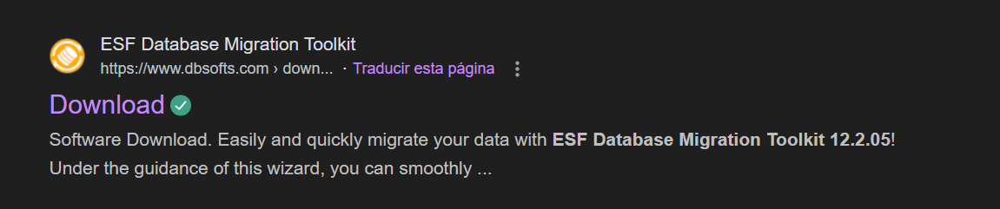 ESF Database Migration Toolkit
https://www.dbsofts.com › down... · Traducir esta página
Download
Software Download. Easily and quickly migrate your data with ESF Database Migration Toolkit 12.2.05!
Under the guidance of this wizard, you can smoothly ...